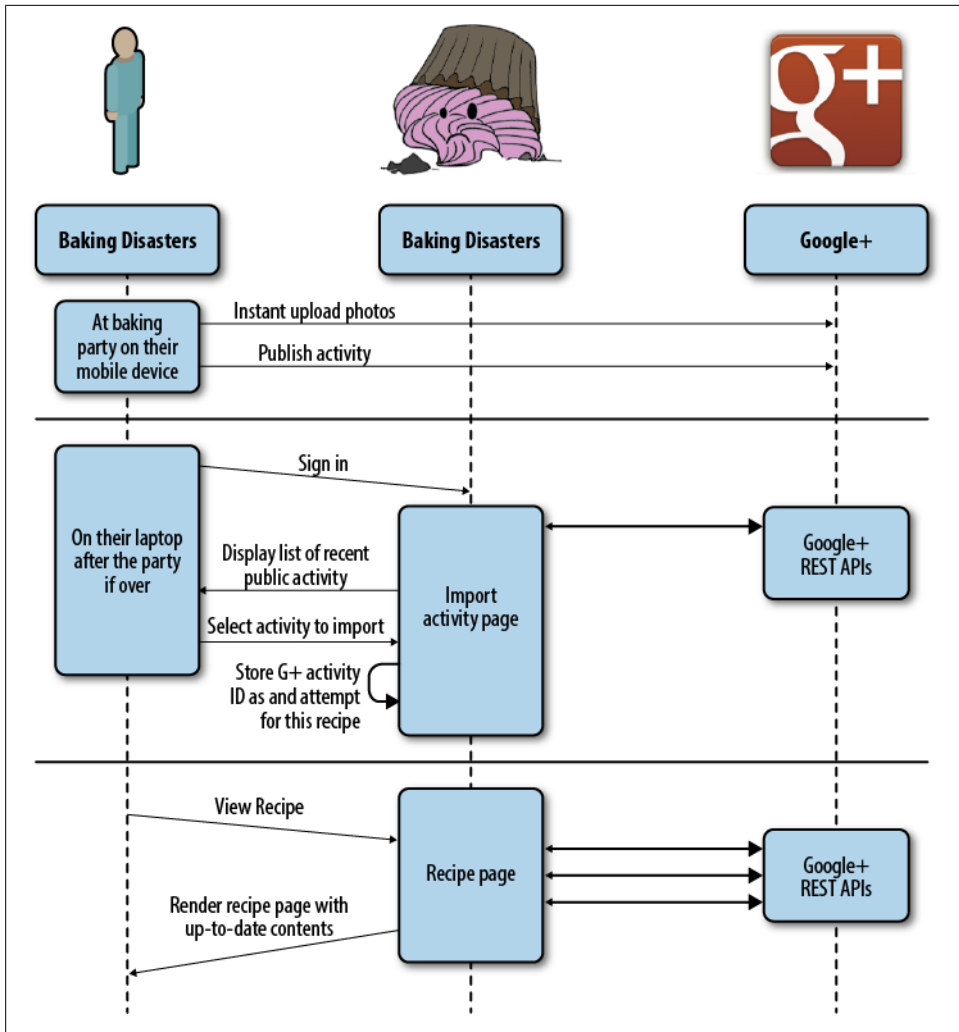 g+
Baking Disasters
Baking Disasters
Google+
At baking
party on their
mobile device
Instant upload photos
Publish activity
On their laptop
after the party
if over
Sign in
Display list of recent
public activity
Select activity to import
Store G+ activity
ID as and attempt
for this recipe
Import
activity page
Google+
REST APIs
View Recipe
Render recipe page with
up-to-date contents
Recipe page
Google+
REST APIs